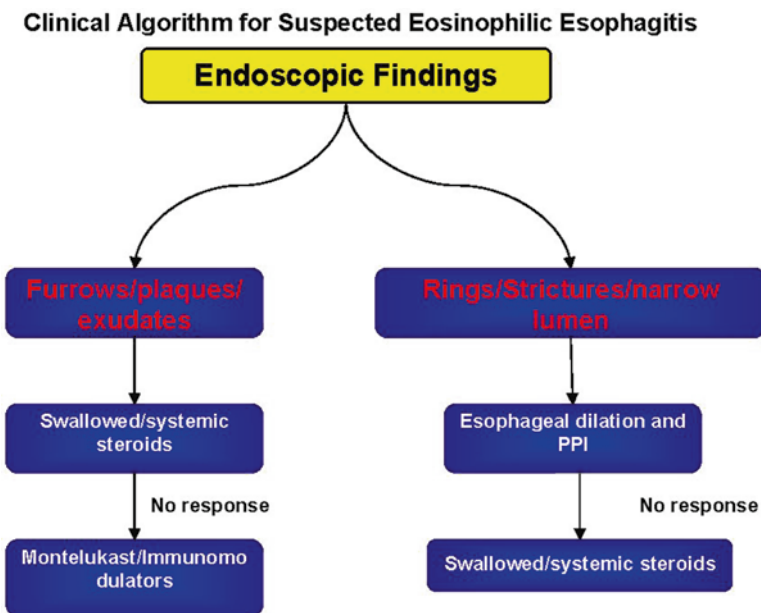 Clinical Algorithm for Suspected Eosinophilic Esophagitis
Endoscopic Findings
Furrows/plaques/
exudates
Rings/Strictures/narrow
lumen
Swallowed/systemic
steroids
Esophageal dilation and
PPI
No response
No response
Montelukast/Immunomo
dulators
Swallowed/systemic steroids